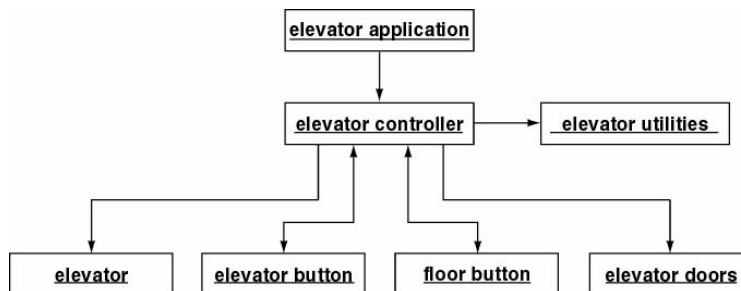 elevator application
elevator controller
elevator utilities
elevator
elevator button
floor button
elevator doors